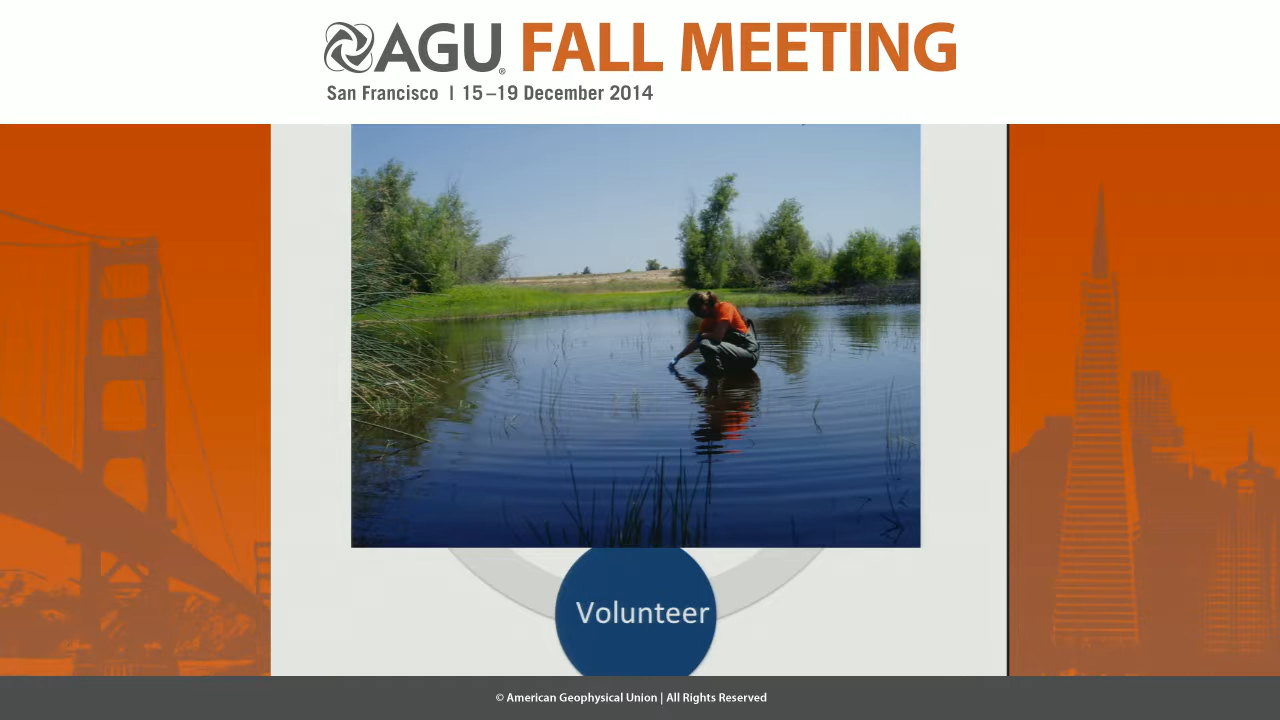 AGU® FALL MEETING
San Francisco | 15–19 December 2014
Volunteer
© American Geophysical Union | All Rights Reserved